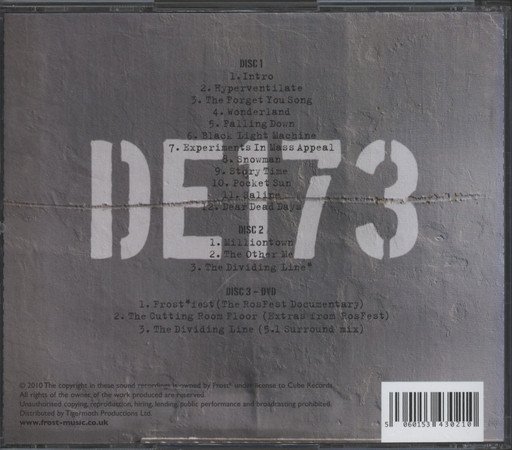 DISC 1
1. Intro
2. Hyperventilate
3. The Forget You Song
4. Wonderland
5. Falling Down
6. Black Light Machine
7. Experiments In Mass Appeal
8. Snowman
9. Story Time
10. Pocket Sun
11. Saline
12. Dear Dead Days
DE173
DISC 2
1. Milliontown
2. The Other Me
3. The Dividing Line*
DISC 3 - DVD
1. Frost*fest(The RosFest Documentary)
2. The Cutting Room Floor (Extras from RosFest)
3. The Dividing Line (5.1 Surround mix)
© 2010 The copyright in these sound recordings is owned by Frost* under license to Cube Records.
All rights of the owner of the work produced are reserved.
Unauthorised copying, reproduction, hiring, lending, public performance and broadcasting prohibited.
Distributed by Tigermoth Productions Ltd.
www.frost-music.co.uk
5 060153 430210